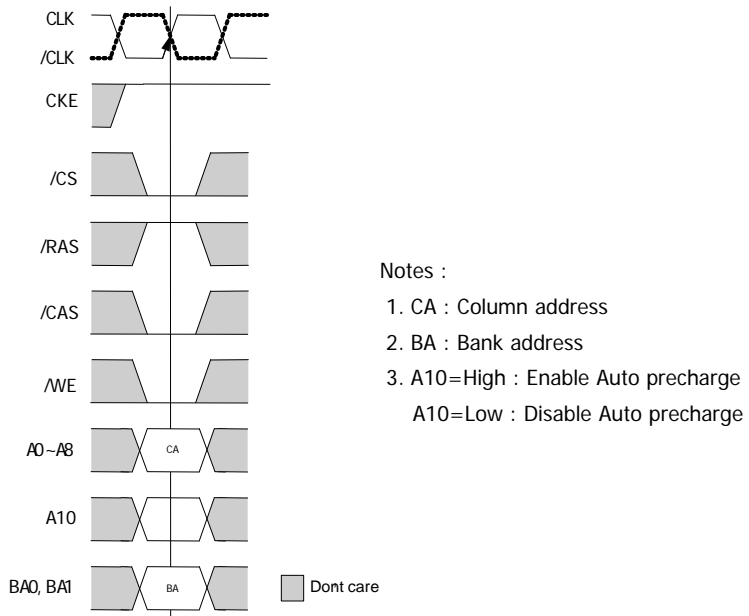 CLK
/CLK
CKE
/CS
/RAS
/CAS
/WE
A0~A8
CA
A10
BA0, BA1
BA
Dont care
Notes :
1. CA : Column address
2. BA : Bank address
3. A10=High : Enable Auto precharge
A10=Low : Disable Auto precharge